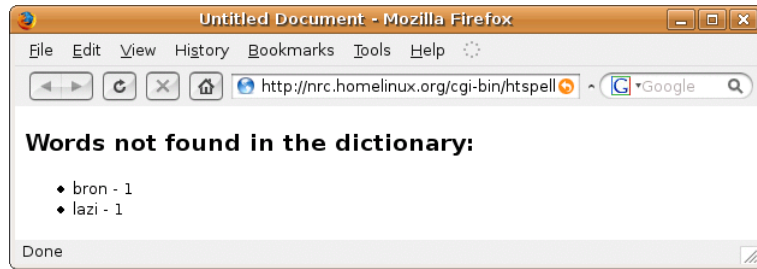 Untitled Document - Mozilla Firefox
File Edit View History Bookmarks Tools Help
http://nrc.homelinux.org/cgi-bin/htspell G Google
Words not found in the dictionary:
bron - 1
lazi - 1
Done